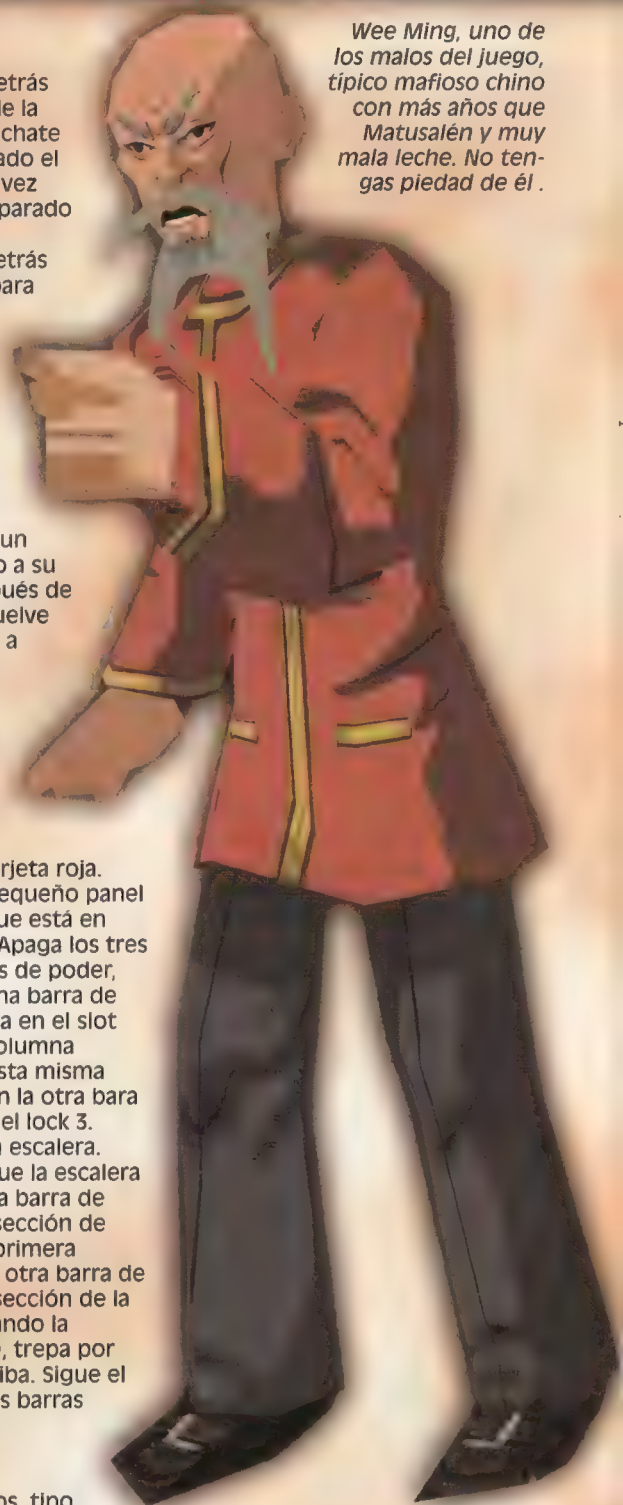 Wee Ming, uno de
los malos del juego,
típico mafioso chino
con más años que
Matusalén y muy
mala leche. No ten-
gas piedad de él .
etrás
de la
chate
ado el
vez
parado
etrás
para
un
o a su
pués de
uelve
a
rjeta roja.
equeño panel
ue está en
Apaga los tres
s de poder,
na barra de
a en el slot
olumna
sta misma
n la otra bara
el lock 3.
a escalera.
ue la escalera
a barra de
sección de
primera
otra barra de
sección de la
ando la
, trepa por
iba. Sigue el
s barras
os, tipo